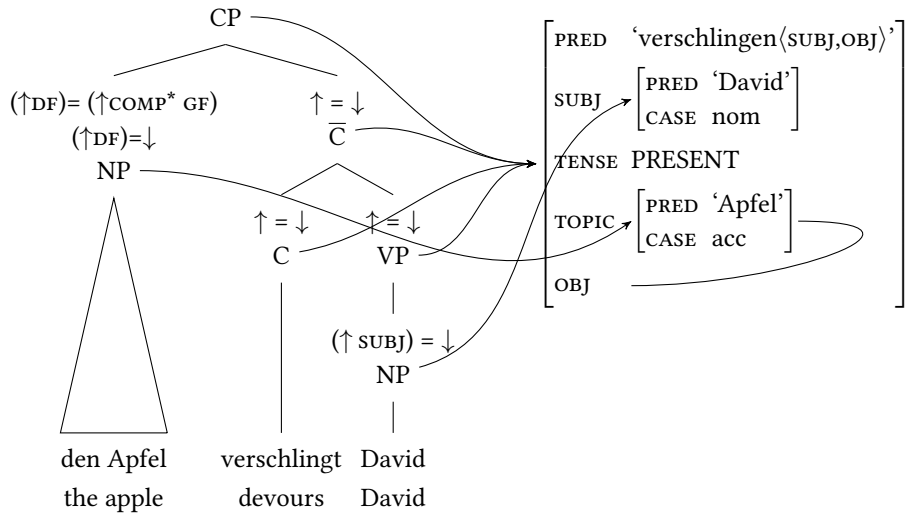 CP
(↑DF)= (↑COMP* GF)
(↑DF)=↓
NP
↑ = ↓
C̅
↑ = ↓
C
↑ = ↓
VP
(↑ SUBJ) = ↓
NP
den Apfel verschlingt David
the apple devours David
PRED ‘verschlingen⟨SUBJ,OBJ⟩’
SUBJ
PRED ‘David’
CASE nom
TENSE PRESENT
TOPIC
PRED ‘Apfel’
CASE acc
OBJ